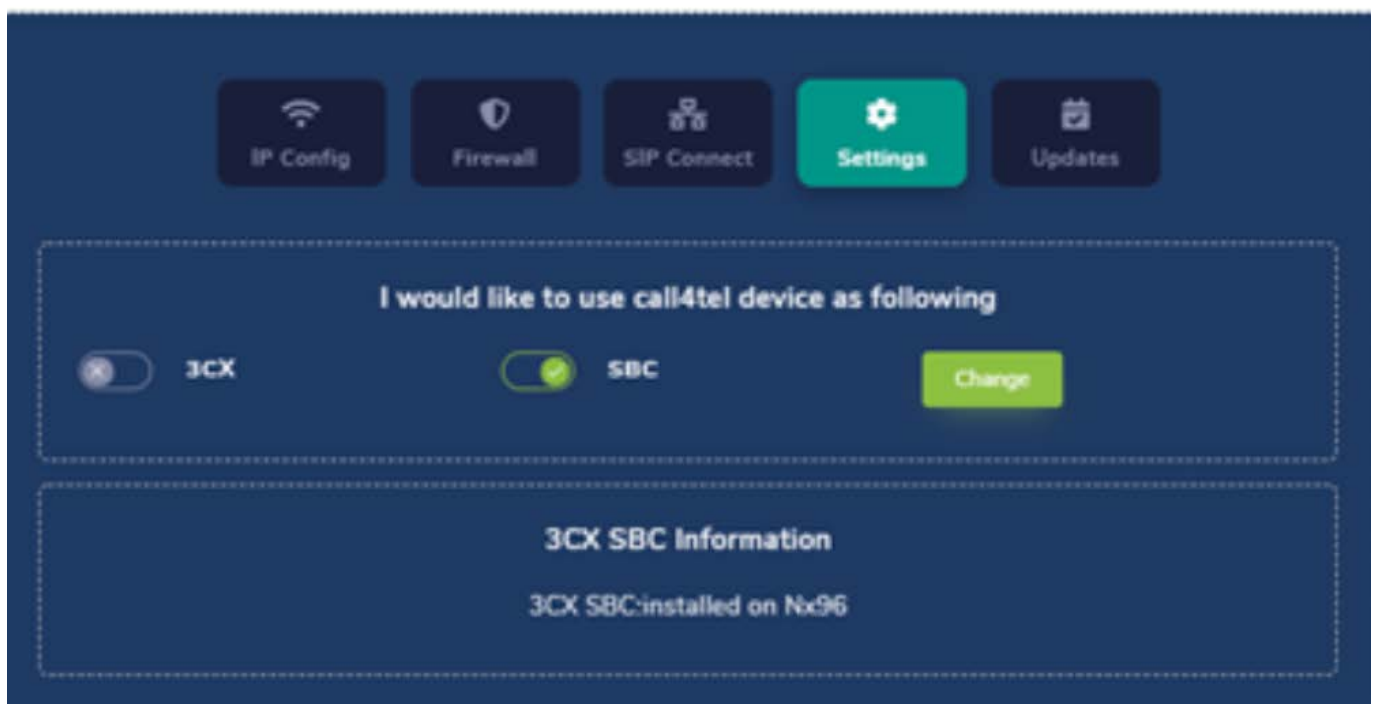 IP Config
Firewall
SIP Connect
Settings
Updates
I would like to use call4tel device as following
3CX
SBC
Change
3CX SBC Information
3CX SBC:installed on Nx96